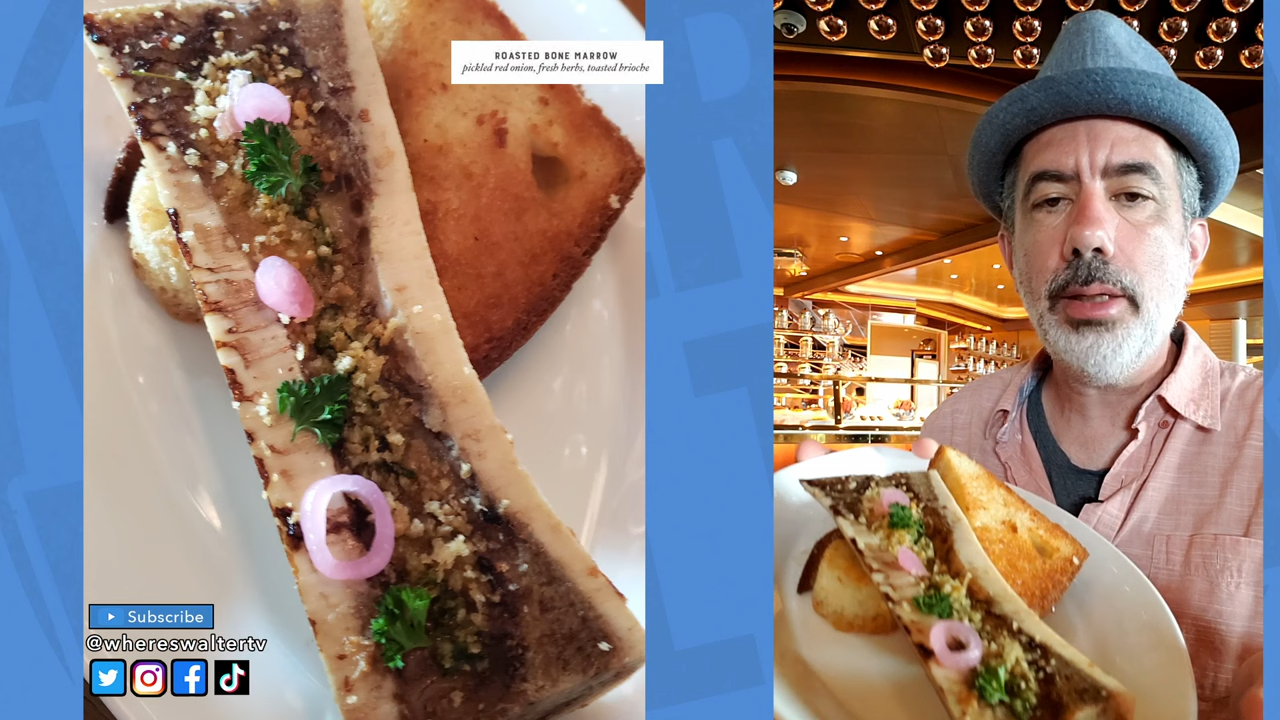 ROASTED BONE MARROW
pickled red onion, fresh herbs, toasted brioche
Subscribe
@whereswaltertv